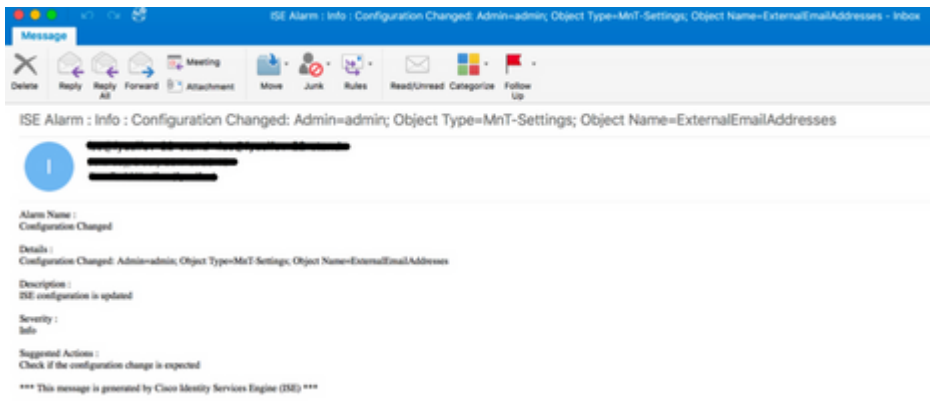 ISE Alarm : Info : Configuration Changed: Admin=admin; Object Type=MnT-Settings; Object Name=ExternalEmailAddresses - Inbox
Message
Delete
Reply
Reply All
Forward
Meeting
Attachment
Move
Junk
Rules
Read/Unread
Categorize
Follow Up
ISE Alarm : Info : Configuration Changed: Admin=admin; Object Type=MnT-Settings; Object Name=ExternalEmailAddresses
I
Alarm Name :
Configuration Changed
Details :
Configuration Changed: Admin=admin; Object Type=MnT-Settings; Object Name=ExternalEmailAddresses
Description :
ISE configuration is updated
Severity :
Info
Suggested Actions :
Check if the configuration change is expected
*** This message is generated by Cisco Identity Services Engine (ISE) ***